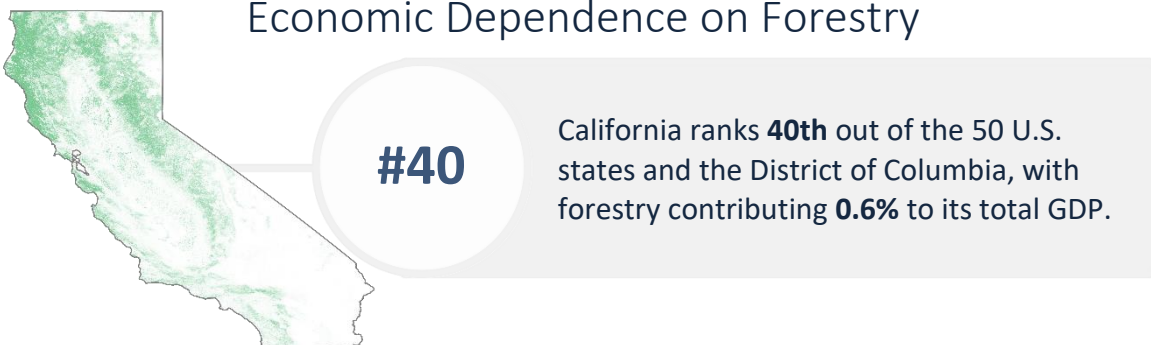 Economic Dependence on Forestry
#40
California ranks 40th out of the 50 U.S.
states and the District of Columbia, with
forestry contributing 0.6% to its total GDP.